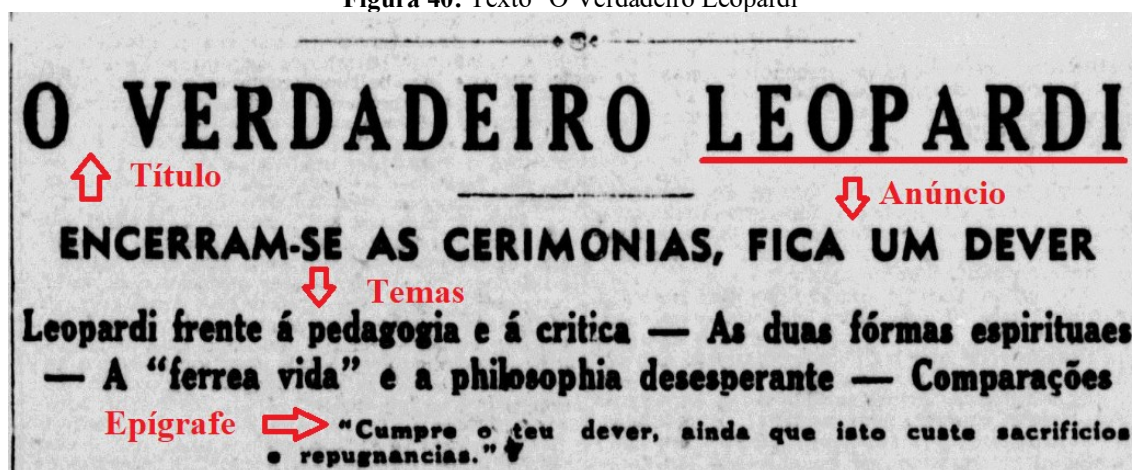 Figura 40: Texto "O Verdadeiro Leopardi"
O VERDADEIRO LEOPARDI
Título
Anúncio
ENCERRAM-SE AS CERIMONIAS, FICA UM DEVER
Temas
Leopardi frente á pedagogia e á critica — As duas fórmas espirituaes
— A “ferrea vida” e a philosophia desesperante — Comparações
Epígrafe
“Cumpre o teu dever, ainda que isto custe sacrificios
e repugnancias.”